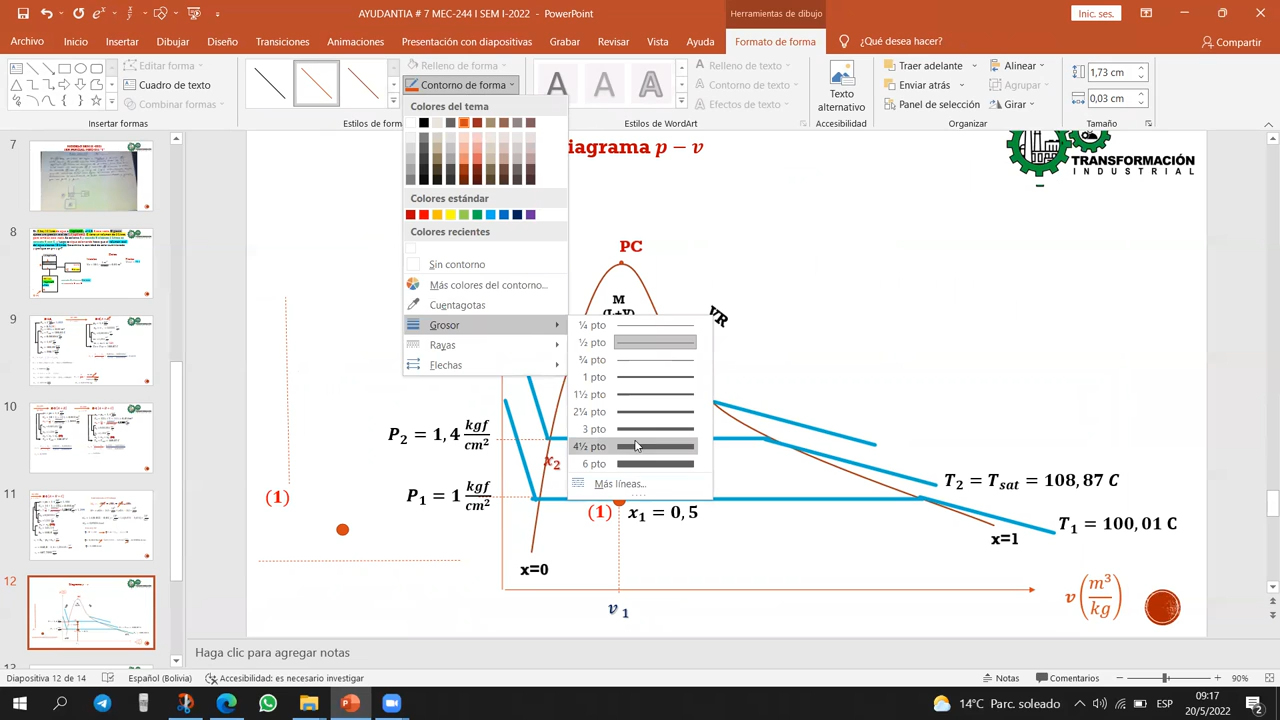 AYUDANTIA # 7 MEC-244 I SEM I-2022 - PowerPoint
Herramientas de dibujo
Inic. ses.
Archivo Inicio Insertar Dibujar Diseño Transiciones Animaciones Presentación con diapositivas Grabar Revisar Vista Ayuda Formato de forma ¿Qué desea hacer? Compartir
Editar forma
Cuadro de texto
Combinar formas
Insertar formas
Relleno de forma
Contorno de forma
Estilos de form
Relleno de texto
Contorno de texto
Efectos de texto
Estilos de WordArt
Texto
alternativo
Accesibilidad
Traer adelante
Enviar atrás
Panel de selección
Alinear
Agrupar
Girar
Organizar
1,73 cm
0,03 cm
Tamaño
Colores del tema
Colores estándar
Colores recientes
Sin contorno
Más colores del contorno...
Cuentagotas
Grosor
Rayas
Flechas
¼ pto
½ pto
¾ pto
1 pto
1½ pto
2¼ pto
3 pto
4½ pto
6 pto
Más líneas...
7
8
9
10
11
12
iagrama p − v
TRANSFORMACIÓN
INDUSTRIAL
PC
M
(L+V)
VR
P₂ = 1,4 kgf/cm²
x₂
P₁ = 1 kgf/cm²
(1)
(1) x₁ = 0,5
T₂ = Tsat = 108,87 C
T₁ = 100,01 C
x=1
x=0
v₁
v (m³/kg)
Haga clic para agregar notas
Diapositiva 12 de 14 Español (Bolivia) Accesibilidad: es necesario investigar Notas Comentarios 90%
14°C Parc. soleado ESP 09:17
20/5/2022
2